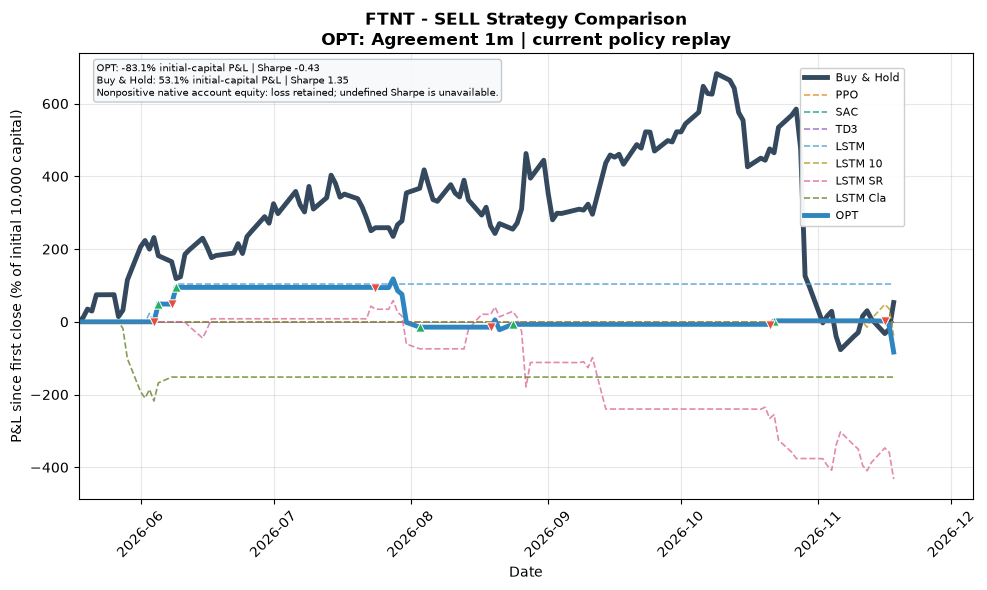 FTNT - SELL Strategy Comparison
OPT: Agreement 1m | current policy replay
OPT: -83.1% initial-capital P&L | Sharpe -0.43
Buy & Hold: 53.1% initial-capital P&L | Sharpe 1.35
Nonpositive native account equity: loss retained; undefined Sharpe is unavailable.
Buy & Hold
PPO
SAC
TD3
LSTM
LSTM 10
LSTM SR
LSTM Cla
OPT
P&L since first close (% of initial 10,000 capital)
600
400
200
0
−200
−400
2026-06
2026-07
2026-08
2026-09
2026-10
2026-11
2026-12
Date